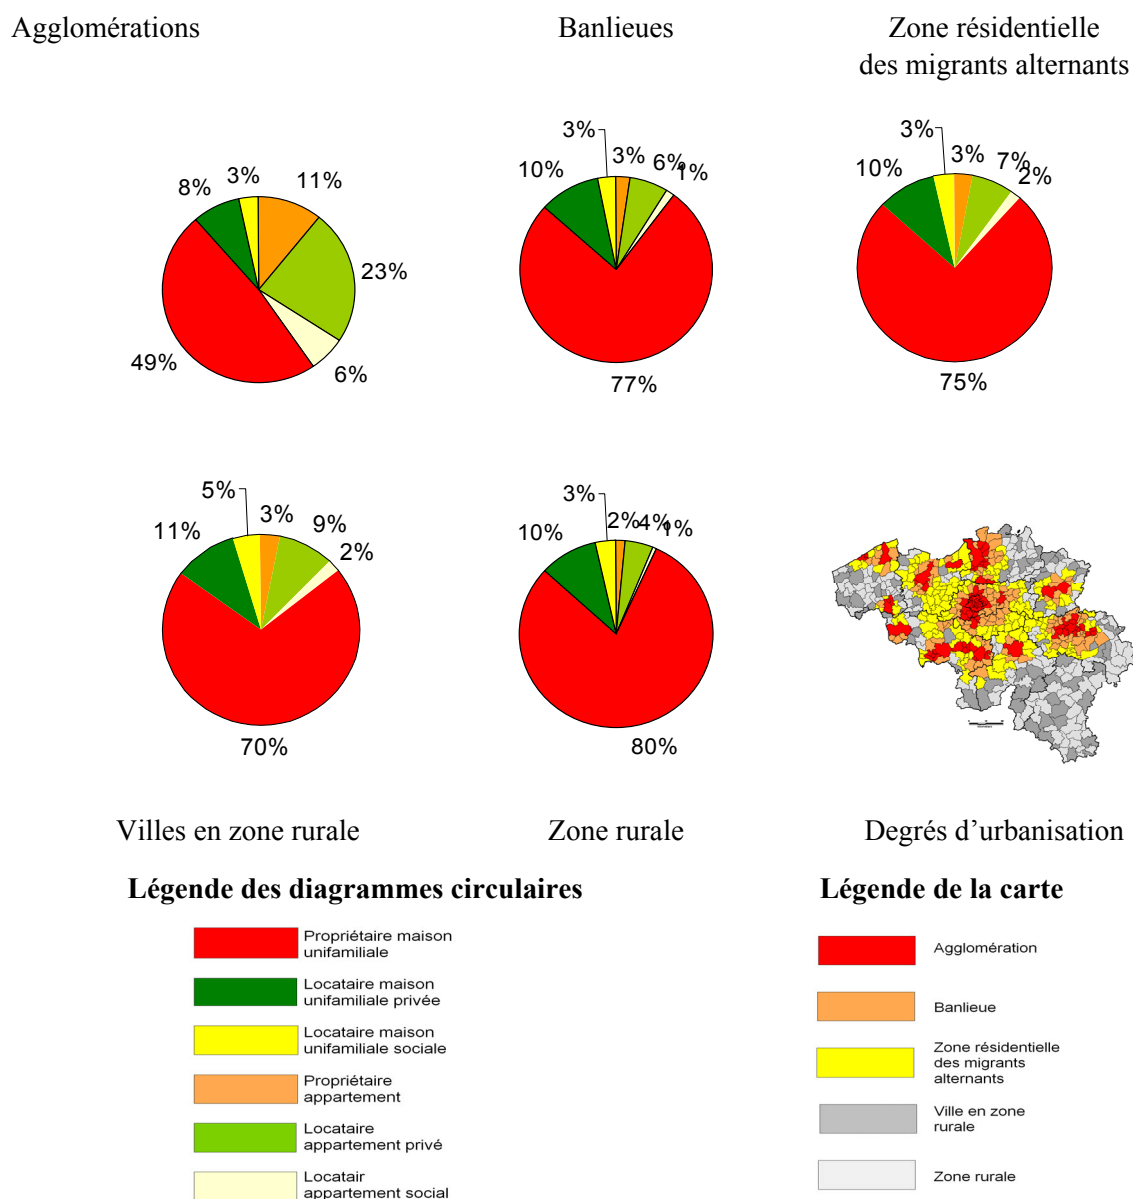 Agglomérations
Banlieues
Zone résidentielle
des migrants alternants
8%
3%
11%
23%
6%
49%
3%
10%
3%
6%
1%
77%
3%
10%
3%
7%
2%
75%
5%
11%
3%
9%
2%
70%
3%
10%
2%
4%
1%
80%
Villes en zone rurale
Zone rurale
Degrés d’urbanisation
Légende des diagrammes circulaires
Propriétaire maison
unifamiliale
Locataire maison
unifamiliale privée
Locataire maison
unifamiliale sociale
Propriétaire
appartement
Locataire
appartement privé
Locatair
appartement social
Légende de la carte
Agglomération
Banlieue
Zone résidentielle
des migrants
alternants
Ville en zone
rurale
Zone rurale